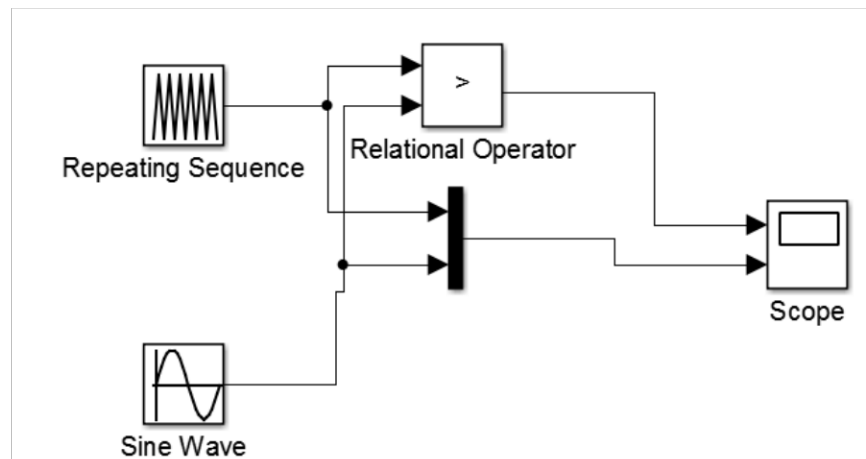 >
Repeating Sequence
Relational Operator
Scope
Sine Wave